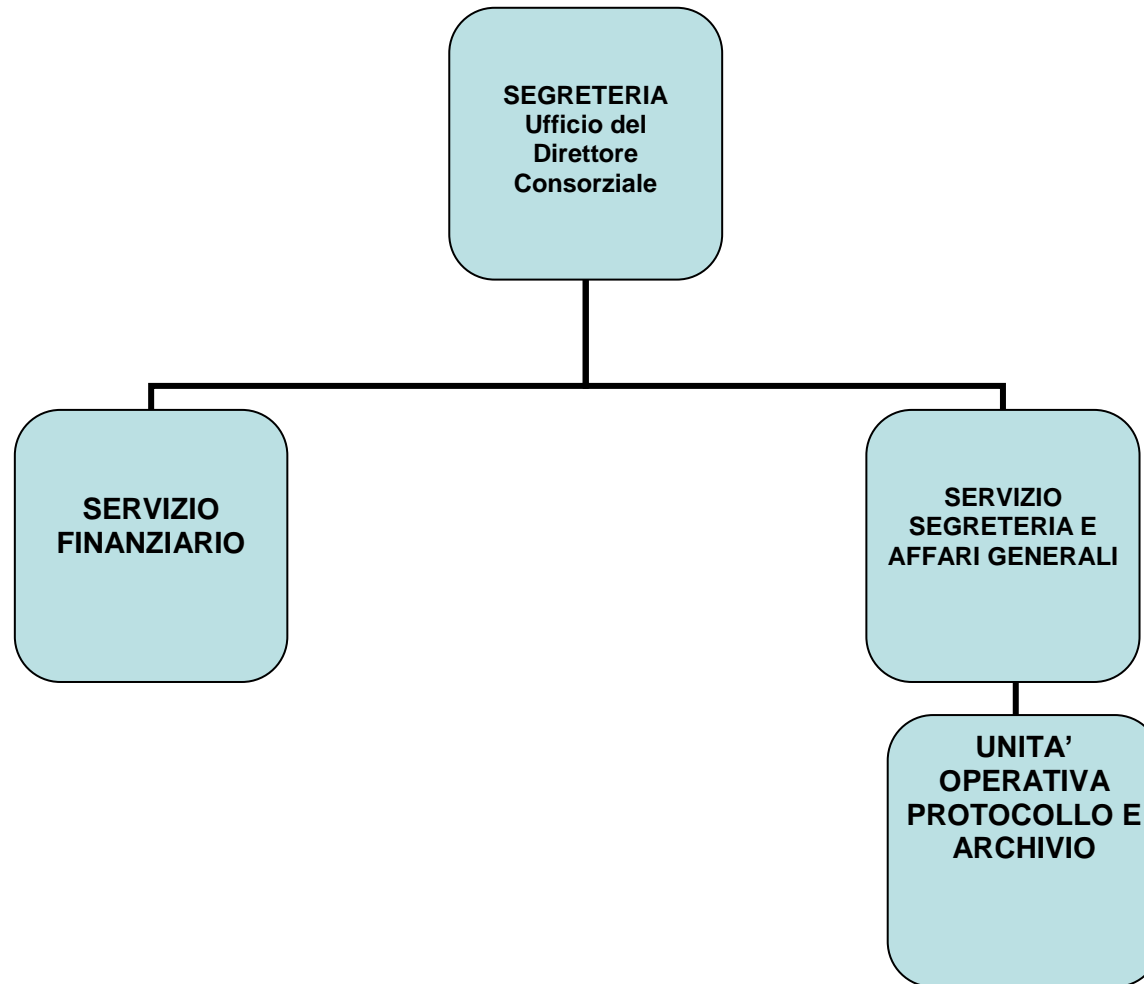 SEGRETERIA
Ufficio del
Direttore
Consorziale
SERVIZIO
FINANZIARIO
SERVIZIO
SEGRETERIA E
AFFARI GENERALI
UNITA’
OPERATIVA
PROTOCOLLO E
ARCHIVIO